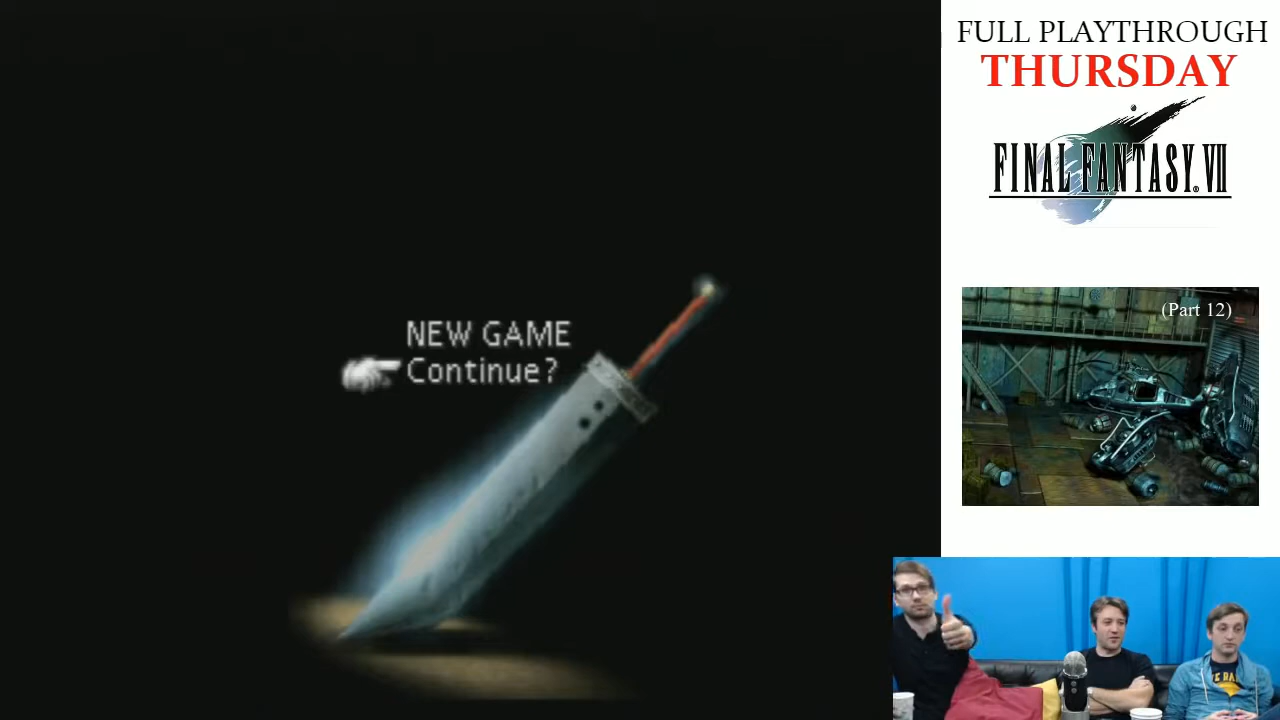 NEW GAME
Continue?
FULL PLAYTHROUGH
THURSDAY
FINAL FANTASY. VII
(Part 12)